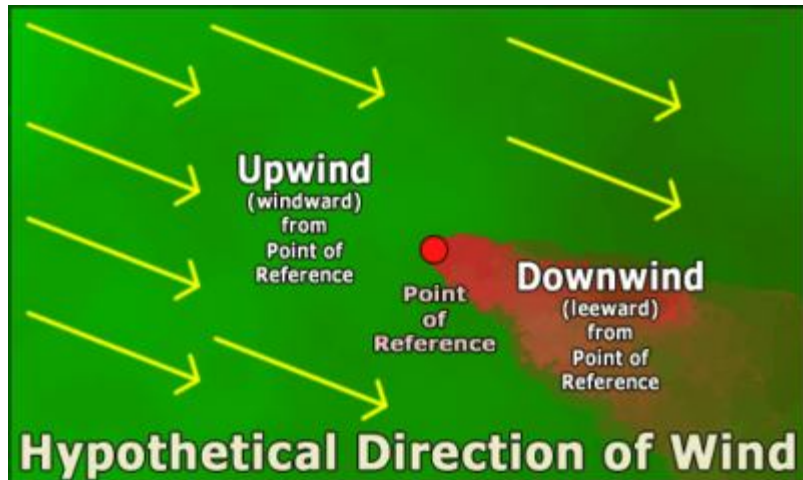 Upwind
(windward)
from
Point of
Reference
Point
of
Reference
Downwind
(leeward)
from
Point of
Reference
Hypothetical Direction of Wind